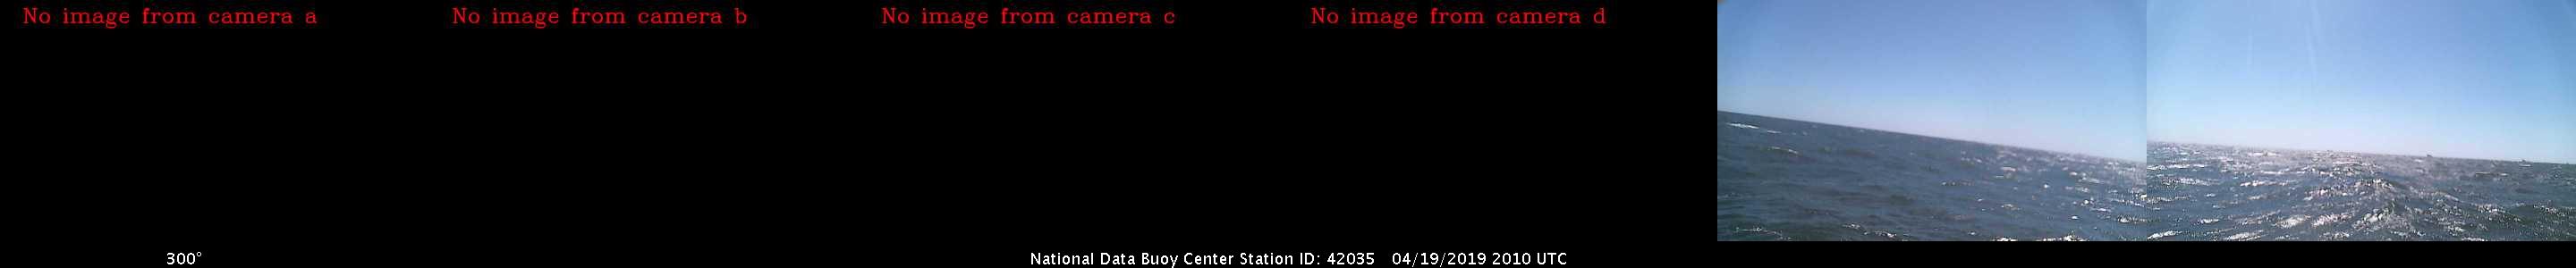 No image from camera a
No image from camera b
No image from camera c
No image from camera d
300°
National Data Buoy Center Station ID: 42035 04/19/2019 2010 UTC